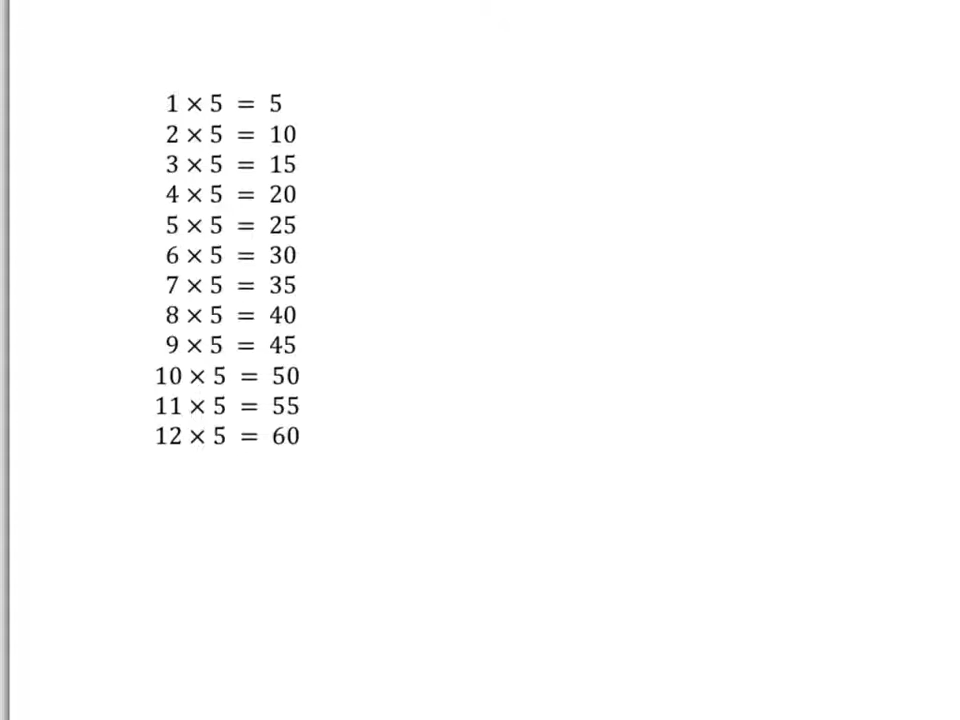 1 × 5 = 5
2 × 5 = 10
3 × 5 = 15
4 × 5 = 20
5 × 5 = 25
6 × 5 = 30
7 × 5 = 35
8 × 5 = 40
9 × 5 = 45
10 × 5 = 50
11 × 5 = 55
12 × 5 = 60